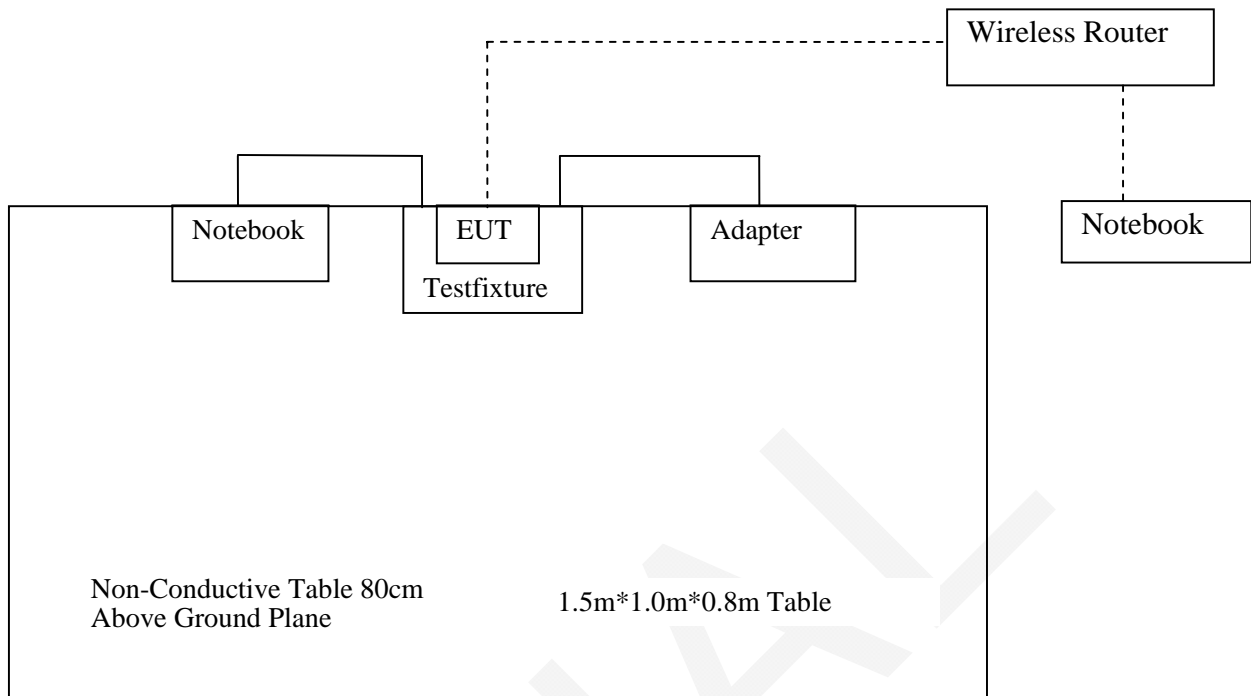 Wireless Router
Notebook
EUT
Adapter
Notebook
Testfixture
Non-Conductive Table 80cm
Above Ground Plane
1.5m*1.0m*0.8m Table